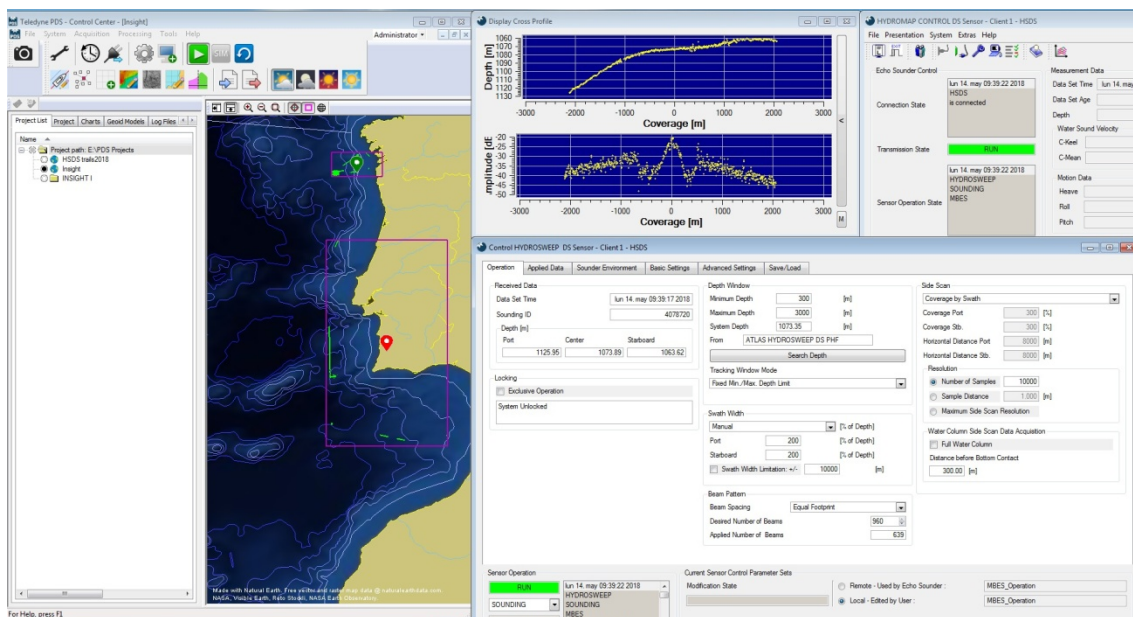 Teledyne PDS - Control Center - [Insight]
File System Acquisition Processing Tools Help
Administrator
Project List Project Charts Geoid Models Log Files
Name
Project path: E:\PDS Projects
HSDS trails2018
Insight
INSIGHT I
Made with Natural Earth. Free vector and raster map data @ naturalearthdata.com.
NASA, Visible Earth, Reto Stockli, NASA Earth Observatory
For Help, press F1
Display Cross Profile
Depth [m]
1060
1070
1080
1090
1100
1110
1120
1130
-3000 -2000 -1000 0 1000 2000 3000
Coverage [m]
mplitude [dE
-20
-25
-30
-35
-40
-45
-50
-3000 -2000 -1000 0 1000 2000 3000
Coverage [m]
<
M
HYDROMAP CONTROL DS Sensor - Client 1 - HSDS
File Presentation System Extras Help
Echo Sounder Control
Connection State
lun 14. may 09:39:22 2018
HSDS
is connected
Transmission State RUN
Sensor Operation State
lun 14. may 09:39:22 2018
HYDROSWEEP
SOUNDING
MBES
Measurement Data
Data Set Time lun 14. may
Data Set Age
Depth
Water Sound Velocity
C-Keel
C-Mean
Motion Data
Heave
Roll
Pitch
Control HYDROSWEEP DS Sensor - Client 1 - HSDS
Operation Applied Data Sounder Environment Basic Settings Advanced Settings Save/Load
Received Data
Data Set Time lun 14. may 09:39:17 2018
Sounding ID 4078720
Depth [m]
Port Center Starboard
1125.95 1073.89 1063.62
Locking
Exclusive Operation
System Unlocked
Depth Window
Minimum Depth 300 [m]
Maximum Depth 3000 [m]
System Depth 1073.35 [m]
From ATLAS HYDROSWEEP DS PHF
Search Depth
Tracking Window Mode
Fixed Min./Max. Depth Limit
Swath Width
Manual [% of Depth]
Port 200 [% of Depth]
Starboard 200 [% of Depth]
Swath Width Limitation: +/- 10000 [m]
Beam Pattern
Beam Spacing Equal Footprint
Desired Number of Beams 960
Applied Number of Beams 639
Side Scan
Coverage by Swath
Coverage Port 300 [%]
Coverage Stb. 300 [%]
Horizontal Distance Port 8000 [m]
Horizontal Distance Stb. 8000 [m]
Resolution
Number of Samples 10000
Sample Distance 1.000 [m]
Maximum Side Scan Resolution
Water Column Side Scan Data Acquisition
Full Water Column
Distance before Bottom Contact
300.00 [m]
Sensor Operation
RUN
SOUNDING
lun 14. may 09:39:22 2018
HYDROSWEEP
SOUNDING
MBES
Current Sensor Control Parameter Sets
Modification State
Remote - Used by Echo Sounder : MBES_Operation
Local - Edited by User : MBES_Operation